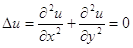 Δu = ∂²u/∂x² + ∂²u/∂y² = 0